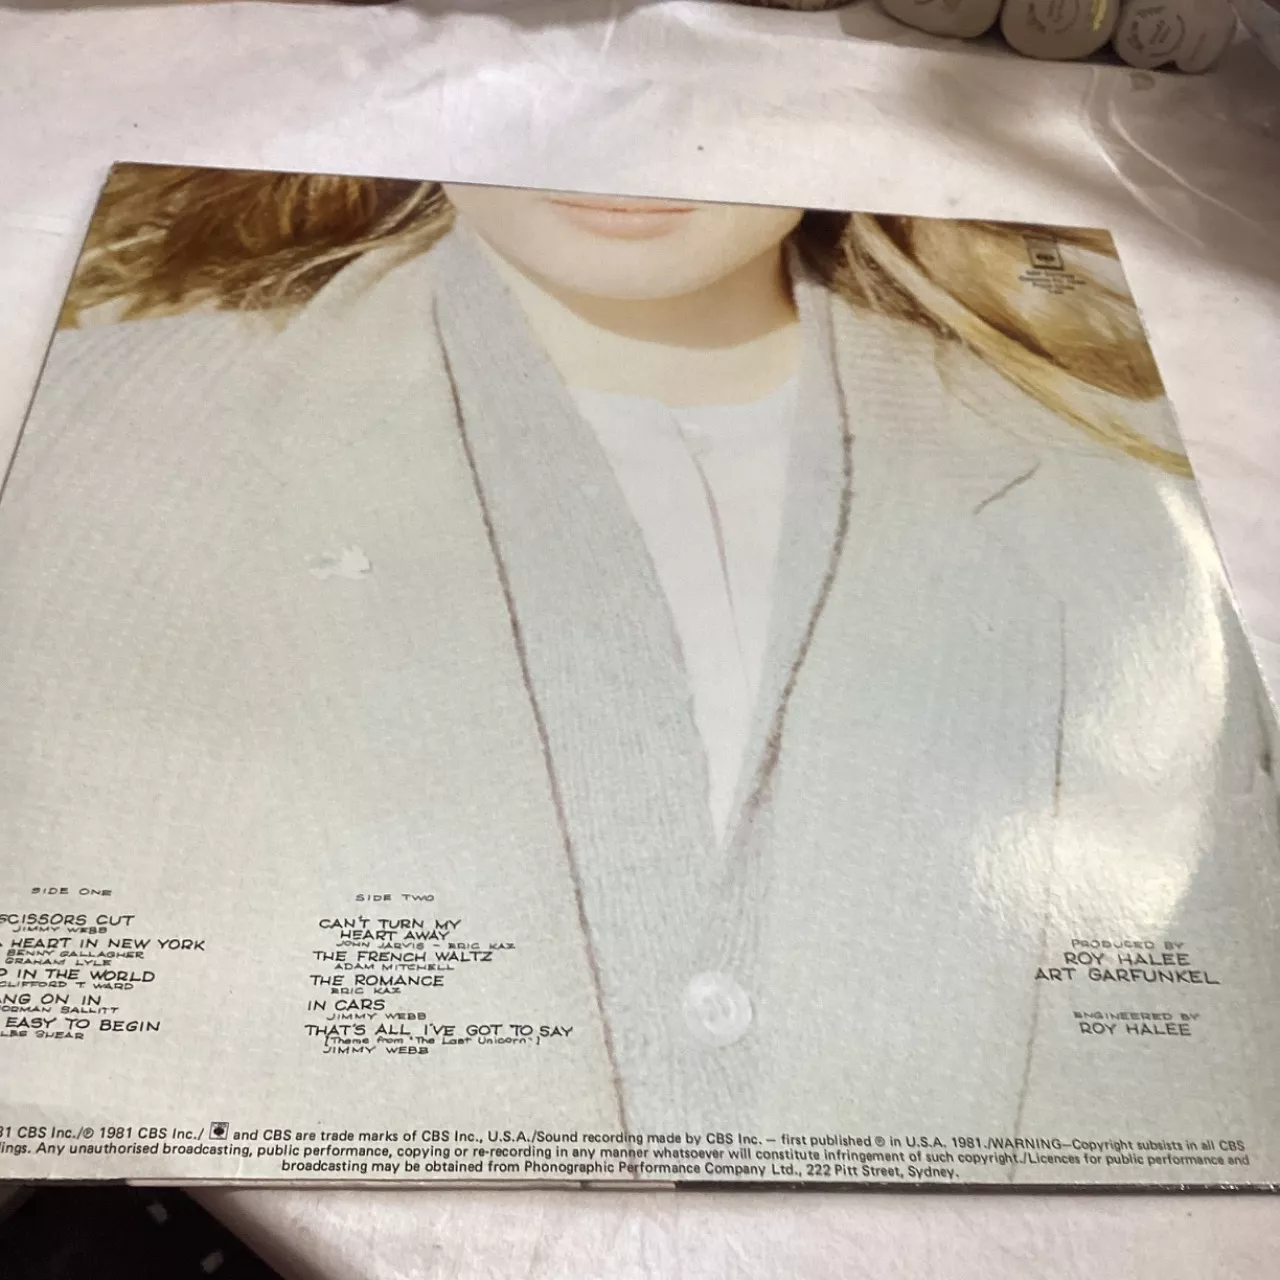 SIDE ONE
SCISSORS CUT
JIMMY WEBB
HEART IN NEW YORK
BENNY GALLAGHER
GRAHAM LYLE
IN THE WORLD
CLIFFORD T WARD
ON IN
SALLITT
EASY TO BEGIN
SHEAR
SIDE TWO
CAN'T TURN MY
HEART AWAY
JOHN JARVIS - ERIC KAZ
THE FRENCH WALTZ
ADAM MITCHELL
THE ROMANCE
ERIC KAZ
IN CARS
JIMMY WEBB
THAT'S ALL I'VE GOT TO SAY
[Theme from "The Last Unicorn"]
JIMMY WEBB
PRODUCED BY
ROY HALEE
ART GARFUNKEL
ENGINEERED BY
ROY HALEE
CBS Inc./℗ 1981 CBS Inc./ and CBS are trade marks of CBS Inc., U.S.A./Sound recording made by CBS Inc. — first published ℗ in U.S.A. 1981./WARNING—Copyright subsists in all CBS
Any unauthorised broadcasting, public performance, copying or re-recording in any manner whatsoever will constitute infringement of such copyright./Licences for public performance and
broadcasting may be obtained from Phonographic Performance Company Ltd., 222 Pitt Street, Sydney.